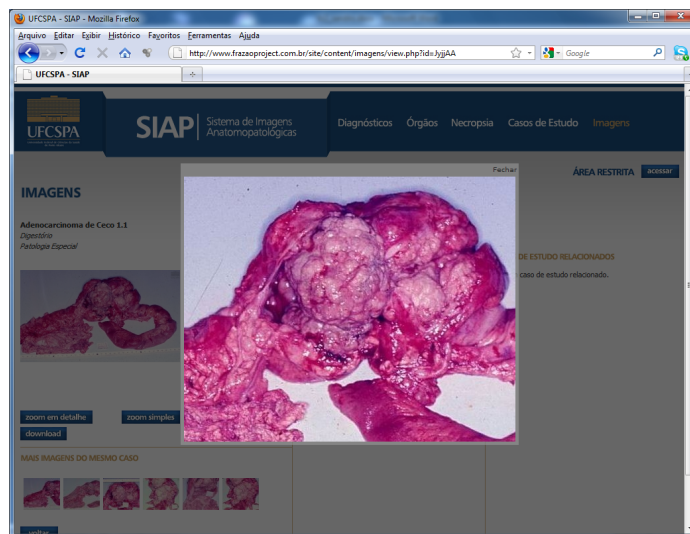 UFCSPA - SIAP - Mozilla Firefox
Arquivo Editar Exibir Histórico Favoritos Ferramentas Ajuda
http://www.frazaoproject.com.br/site/content/imagens/view.php?id=JyjjAA
Google
UFCSPA - SIAP
UFCSPA
SIAP
Sistema de Imagens
Anatomopatológicas
Diagnósticos Órgãos Necropsia Casos de Estudo Imagens
Fechar
ÁREA RESTRITA acessar
IMAGENS
Adenocarcinoma de Ceco 1.1
Digestório
Patologia Especial
DE ESTUDO RELACIONADOS
caso de estudo relacionado.
zoom em detalhe zoom simples
download
MAIS IMAGENS DO MESMO CASO
voltar